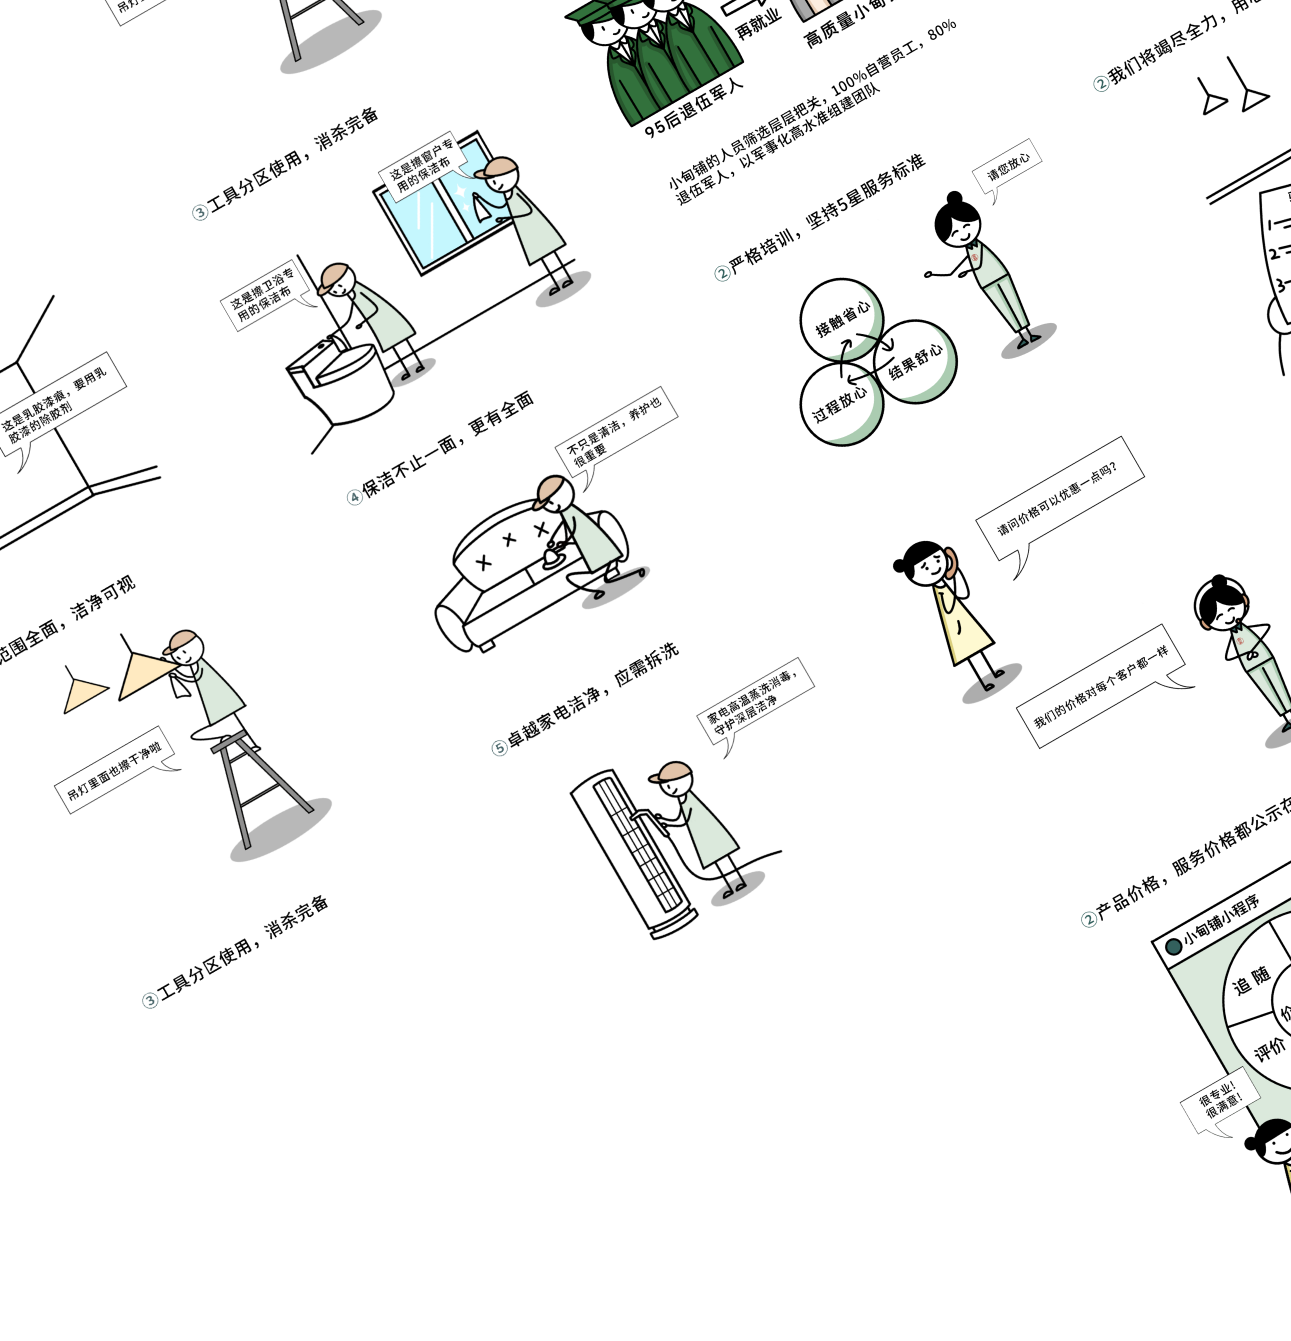 吊灯
③工具分区使用，消杀完备
这是擦窗户专
用的保洁布
这是擦卫浴专
用的保洁布
这是乳胶漆痕，要用乳
胶漆的除胶剂
④保洁不止一面，更有全面
不只是清洁，养护也
很重要
范围全面，洁净可视
吊灯里面也擦干净啦
⑤卓越家电洁净，应需拆洗
家电高温蒸洗消毒，
守护深层洁净
③工具分区使用，消杀完备
再就业
高质量小甸
95后退伍军人
小甸铺的人员筛选层层把关，100%自营员工，80%
退伍军人，以军事化高水准组建团队
②严格培训，坚持5星服务标准
请您放心
接触省心
结果舒心
过程放心
②我们将竭尽全力，用
1
2
3
请问价格可以优惠一点吗?
我们的价格对每个客户都一样
②产品价格，服务价格都公示在
小甸铺小程序
追 随
评价
价
很专业!
很满意!